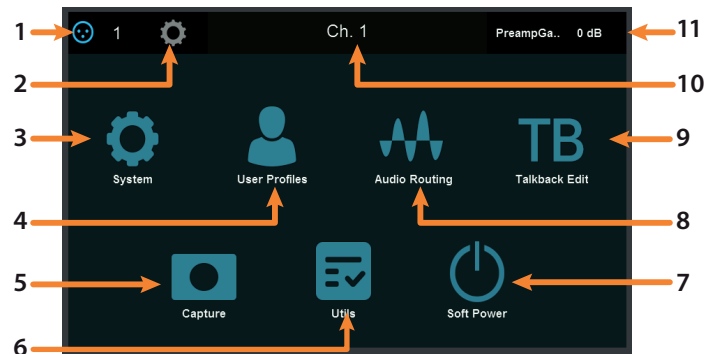 1 1 Ch. 1 PreampGa.. 0 dB 11
2 10
3 TB 9
System User Profiles Audio Routing Talkback Edit
4 8
5 7
Capture Utils Soft Power
6